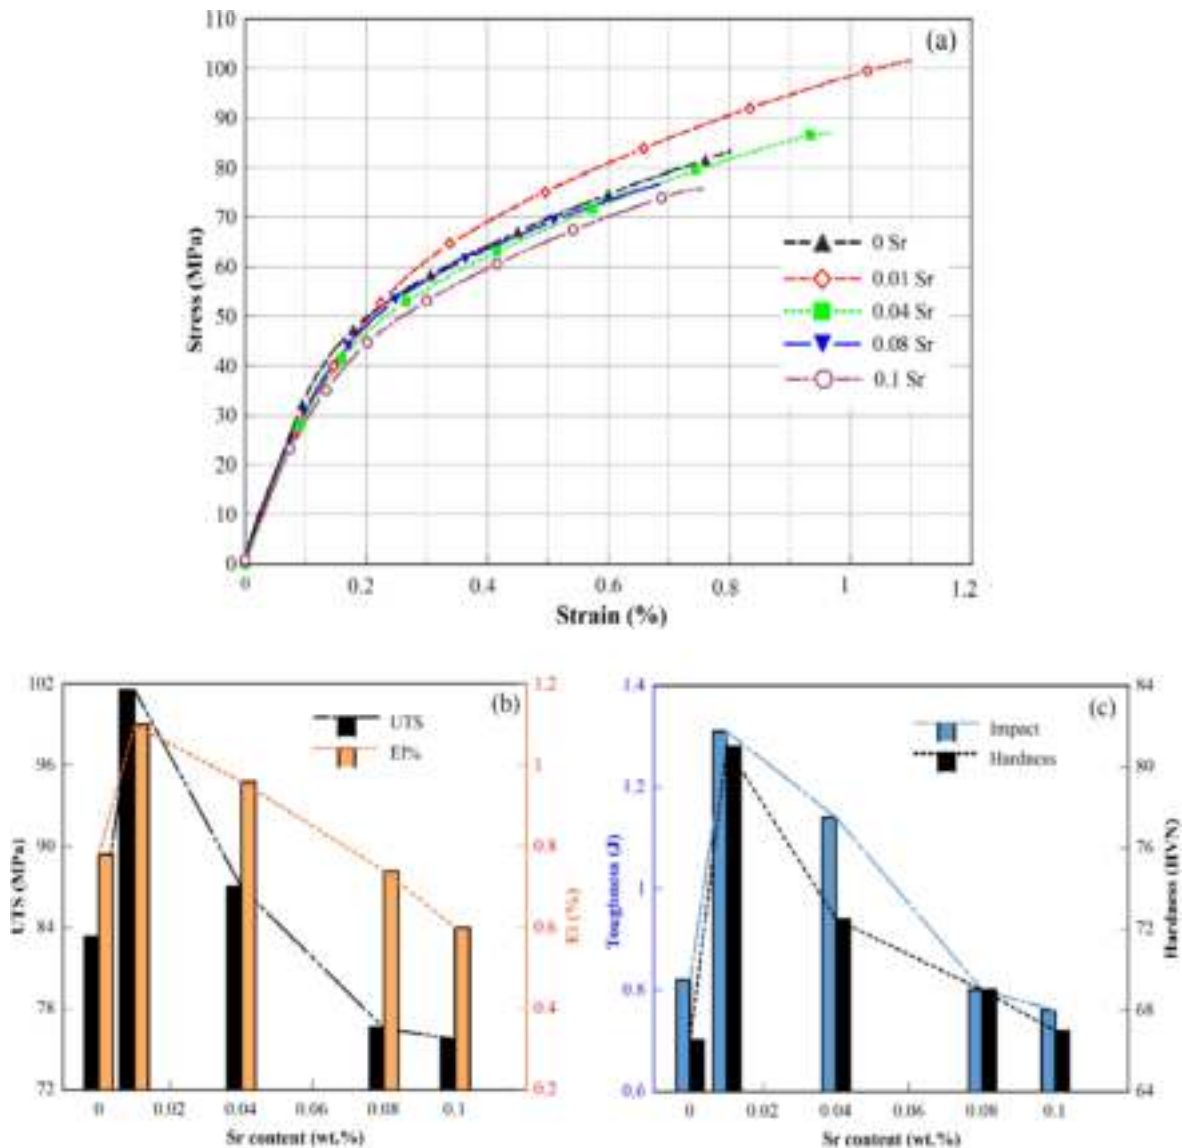 (a)
110
100
90
80
70
60
50
40
30
20
10
0
Stress (MPa)
0 Sr
0.01 Sr
0.04 Sr
0.08 Sr
0.1 Sr
0 0.2 0.4 0.6 0.8 1 1.2
Strain (%)
(b)
102
96
90
84
78
72
UTS (MPa)
UTS
El%
1.2
1
0.8
0.6
0.4
0.2
El (%)
0 0.02 0.04 0.06 0.08 0.1
Sr content (wt.%)
(c)
1.4
1.2
1
0.8
0.6
Toughness (J)
Impact
Hardness
84
80
76
72
68
64
Hardness (HVN)
0 0.02 0.04 0.06 0.08 0.1
Sr content (wt.%)